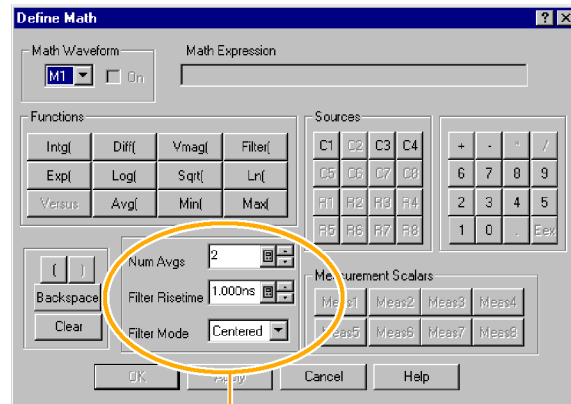 Define Math
Math Waveform
Math Expression
M1
On
Functions
Intg( Diff( Vmag( Filter(
Exp( Log( Sqrt( Ln(
Versus Avg( Min( Max(
Sources
C1 C2 C3 C4
C5 C6 C7 C8
R1 R2 R3 R4
R5 R6 R7 R8
+ - * /
6 7 8 9
2 3 4 5
1 0 . Eex
( )
Backspace
Clear
Num Avgs 2
Filter Risetime 1.000ns
Filter Mode Centered
Measurement Scalars
Meas1 Meas2 Meas3 Meas4
Meas5 Meas6 Meas7 Meas8
OK Apply Cancel Help